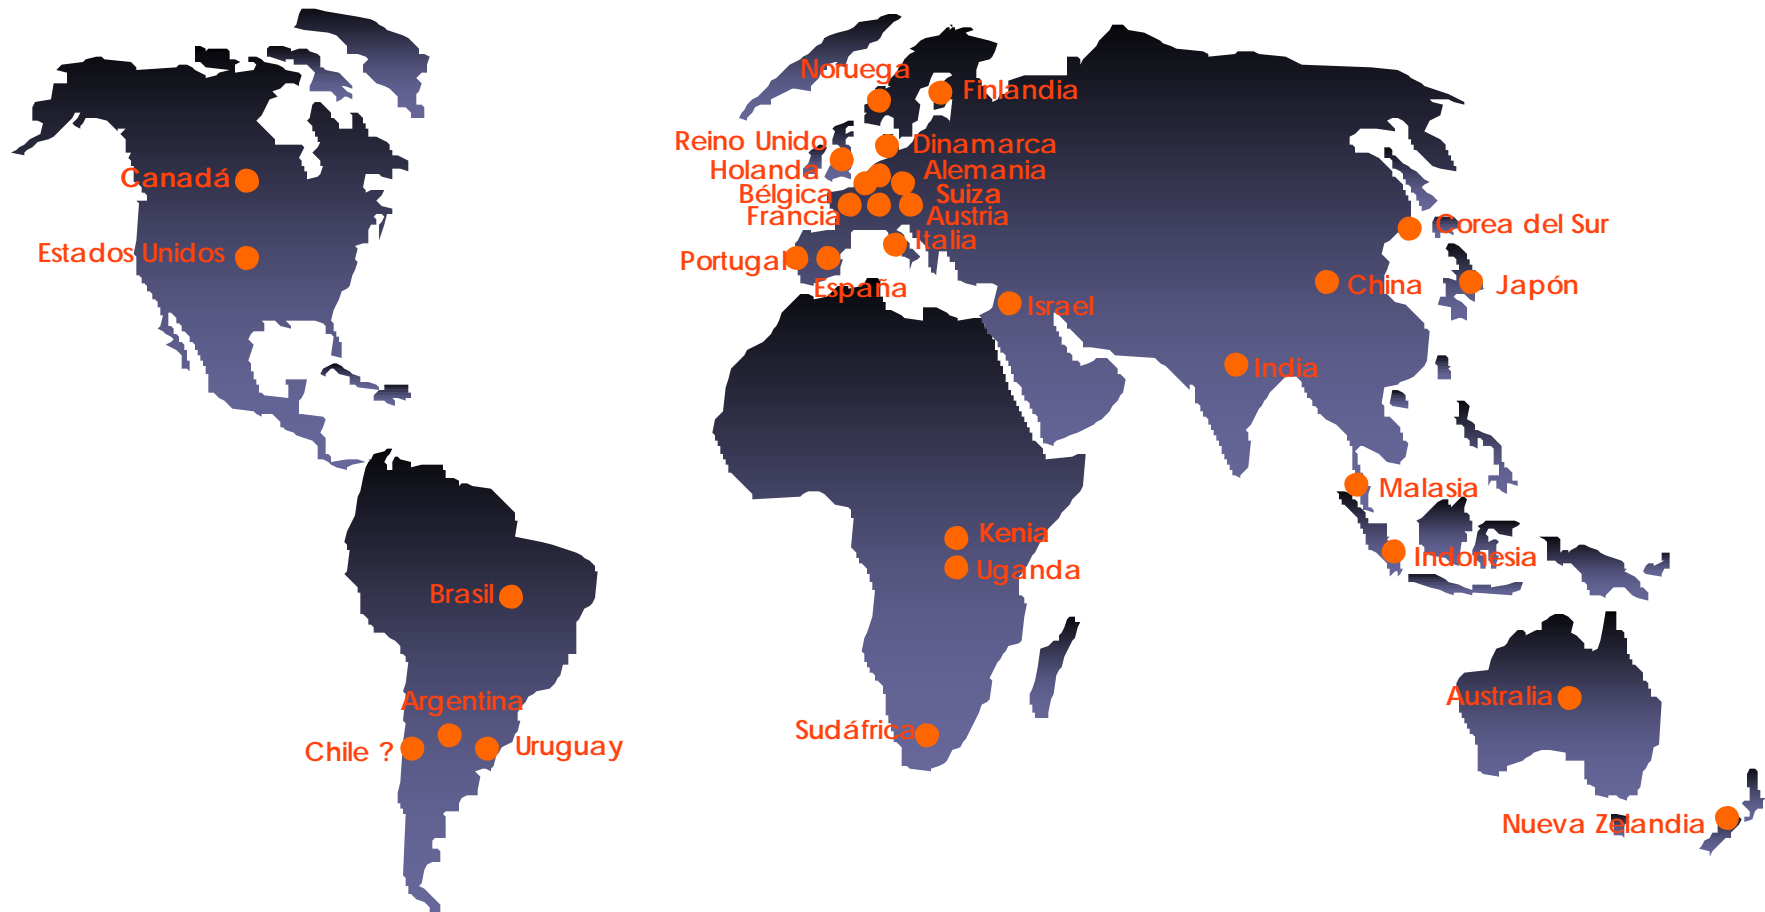 Noruega
Finlandia
Reino Unido
Dinamarca
Holanda
Alemania
Canadá
Bélgica
Suiza
Francia
Austria
Corea del Sur
Italia
Estados Unidos
Portugal
España
China
Japón
Israel
India
Malasia
Kenia
Indonesia
Uganda
Brasil
Argentina
Australia
Sudáfrica
Chile ?
Uruguay
Nueva Zelandia